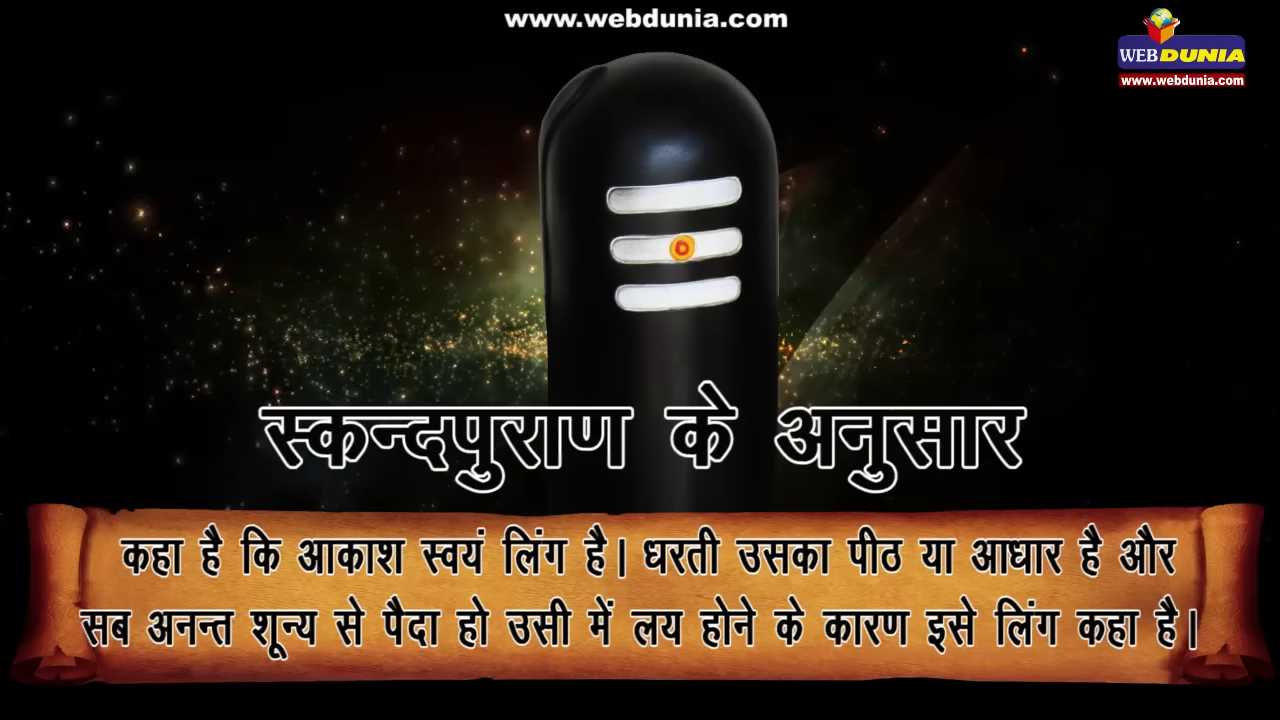 www.webdunia.com
WEBDUNIA
www.webdunia.com
स्कन्दपुराण के अनुसार
कहा है कि आकाश स्वयं लिंग है। धरती उसका पीठ या आधार है और
सब अनन्त शून्य से पैदा हो उसी में लय होने के कारण इसे लिंग कहा है।